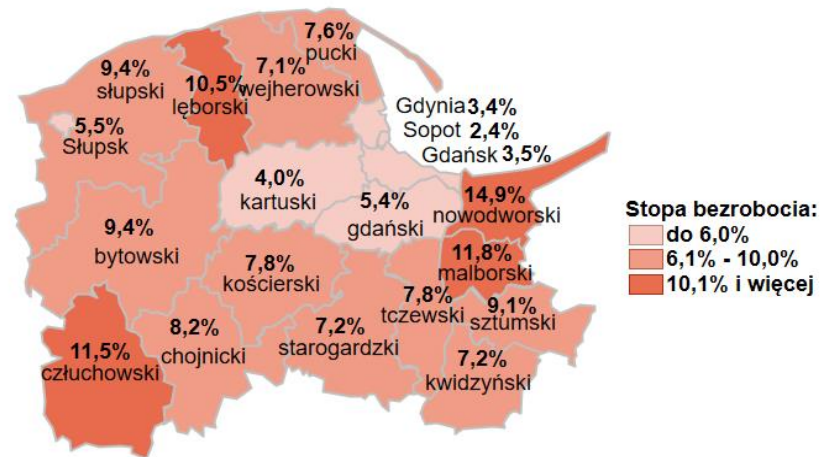 7,6%
pucki
9,4%
słupski
10,5%
lęborski
7,1%
wejherowski
Gdynia 3,4%
Sopot 2,4%
Gdańsk 3,5%
5,5%
Słupsk
4,0%
kartuski
5,4%
gdański
14,9%
nowodworski
9,4%
bytowski
7,8%
kościerski
11,8%
malborski
7,8%
tczewski
9,1%
sztumski
8,2%
chojnicki
7,2%
starogardzki
7,2%
kwidzyński
11,5%
człuchowski
Stopa bezrobocia:
do 6,0%
6,1% - 10,0%
10,1% i więcej